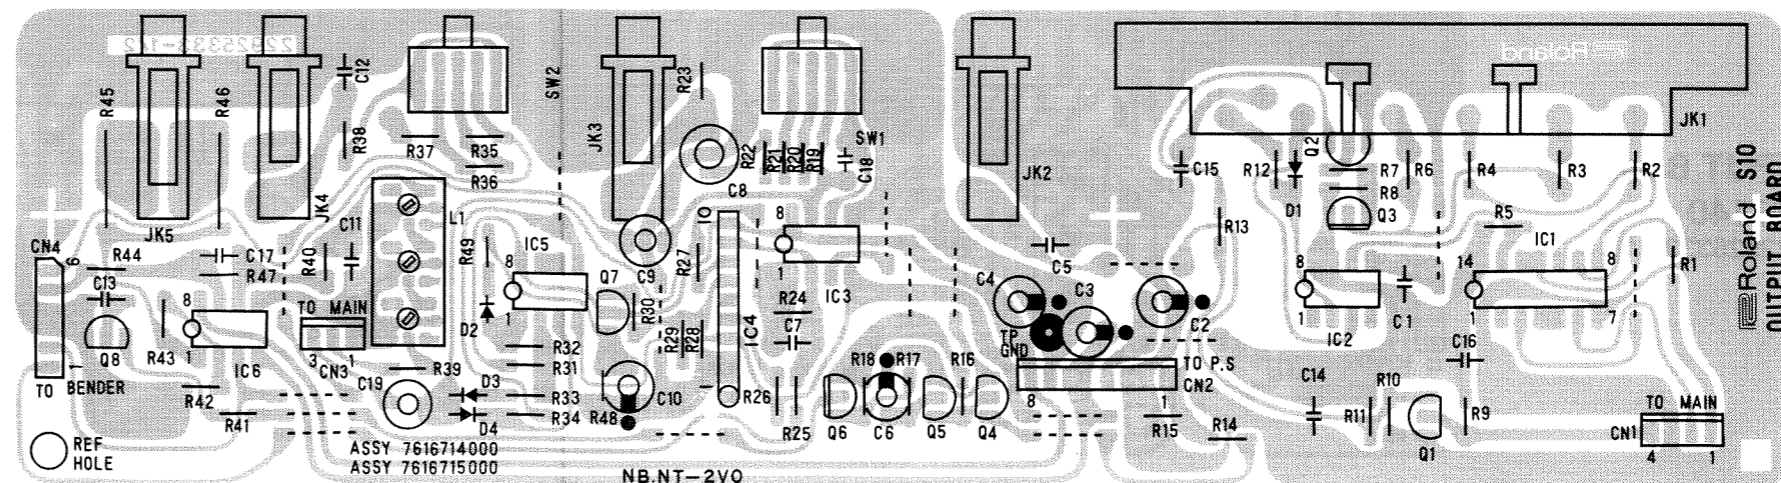 22925333-142
Roland
R45
R46
C12
R38
R37
R35
R36
SW2
JK3
R23
R22
R21
R20
R19
C18
SW1
C8
JK2
C15
R12
D1
Q2
R7
R8
Q3
R6
R4
R3
R2
JK1
R13
R5
IC1
R1
Roland S10
OUTPUT BOARD
CN4
6
R44
JK5
C17
R47
R40
JK4
C11
L1
R49
IC5
8
1
Q7
C9
R27
R30
10
IC4
1
8
1
IC3
R24
C7
C4
C5
C3
C2
TP
GND
8
1
IC2
C1
14
8
7
1
C16
C13
Q8
R43
8
1
IC6
TO MAIN
3
1
CN3
D2
R32
R31
R33
R34
R39
D3
D4
C19
R29
R28
R48
C10
R26
R25
R18
R17
R16
Q6
C6
Q5
Q4
TO P.S
CN2
8
1
R15
R14
C14
R11
R10
Q1
R9
TO MAIN
CN1
4
1
TO BENDER
1
R42
R41
REF
HOLE
ASSY 7616714000
ASSY 7616715000
NB.NT-2VO